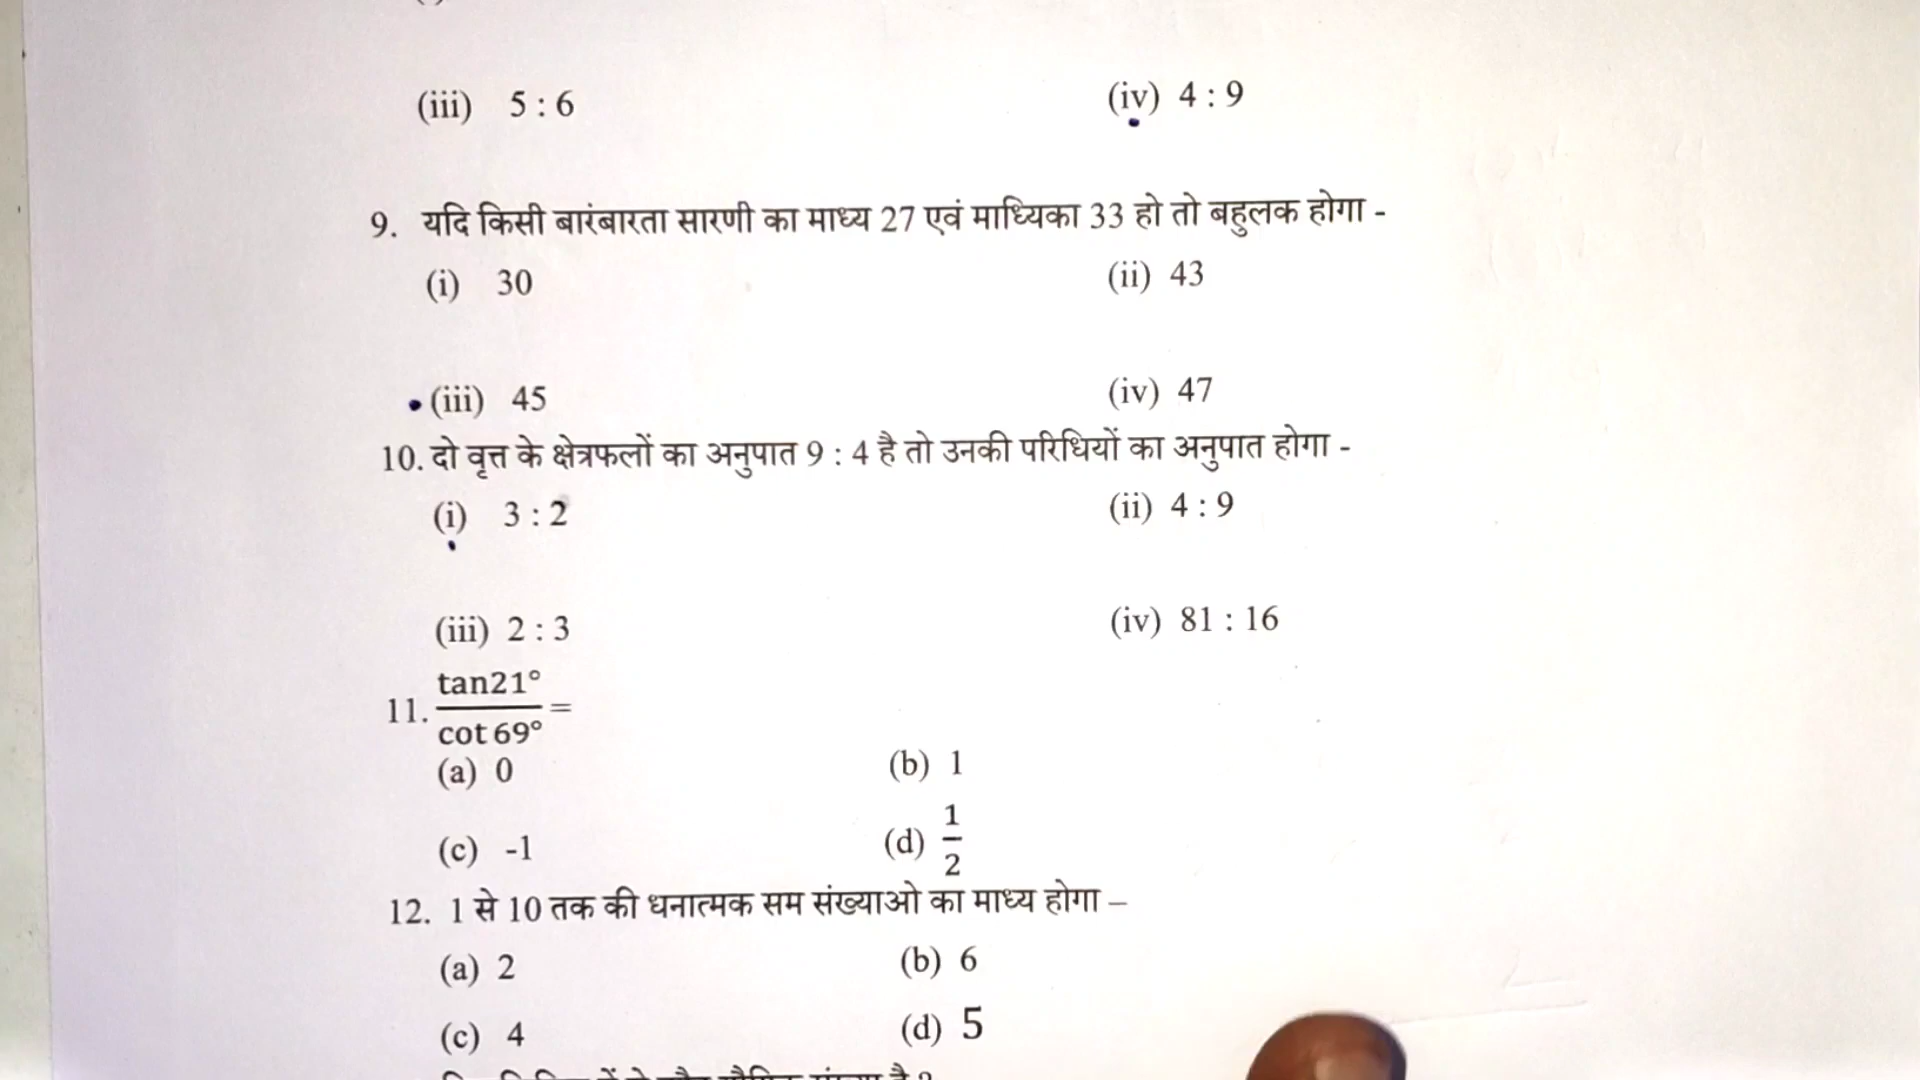 (iii) 5 : 6 (iv) 4 : 9
9. यदि किसी बारंबारता सारणी का माध्य 27 एवं माध्यिका 33 हो तो बहुलक होगा -
(i) 30 (ii) 43
(iii) 45 (iv) 47
10. दो वृत्त के क्षेत्रफलों का अनुपात 9 : 4 है तो उनकी परिधियों का अनुपात होगा -
(i) 3 : 2 (ii) 4 : 9
(iii) 2 : 3 (iv) 81 : 16
11. tan21° / cot 69° =
(a) 0 (b) 1
(c) -1 (d) 1/2
12. 1 से 10 तक की धनात्मक सम संख्याओ का माध्य होगा –
(a) 2 (b) 6
(c) 4 (d) 5